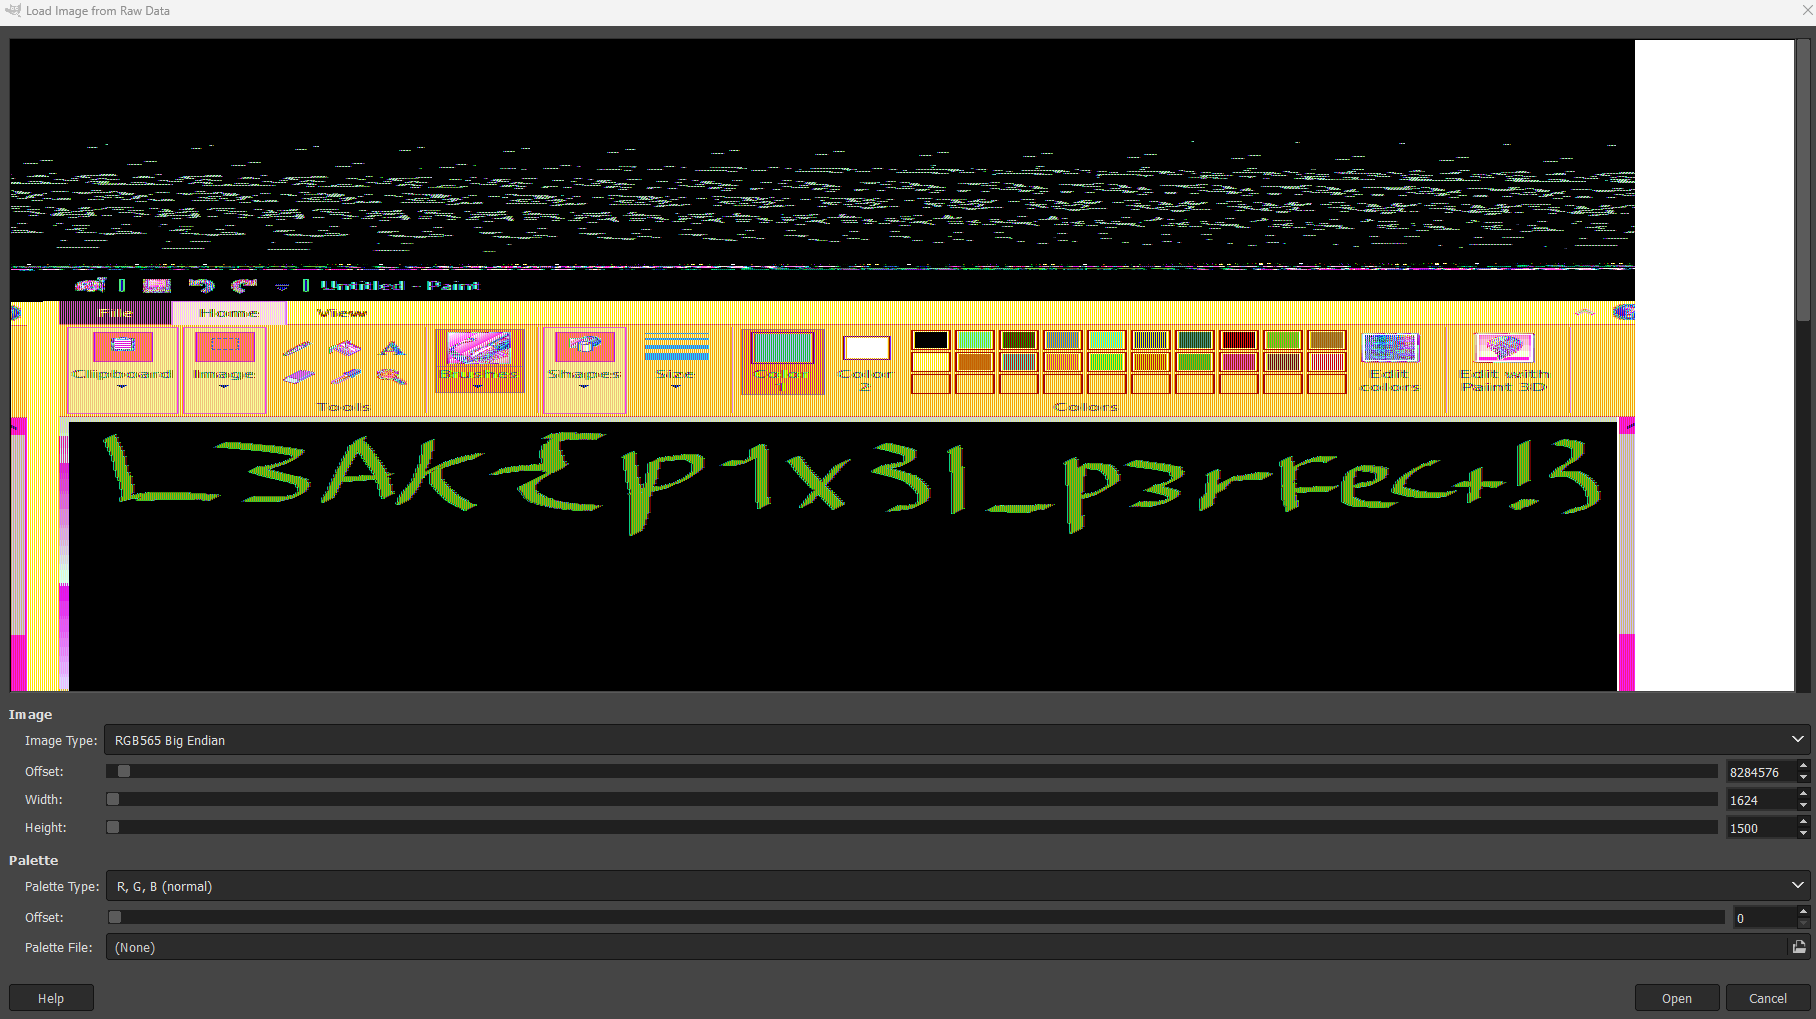 Load Image from Raw Data
Untitled - Paint
File Home View
Clipboard Image Tools Brushes Shapes Size Color 1 Color 2 Colors Edit colors Edit with Paint 3D
L3AK{p1x3l_p3rFect!}
Image
Image Type: RGB565 Big Endian
Offset: 8284576
Width: 1624
Height: 1500
Palette
Palette Type: R, G, B (normal)
Offset: 0
Palette File: (None)
Help Open Cancel